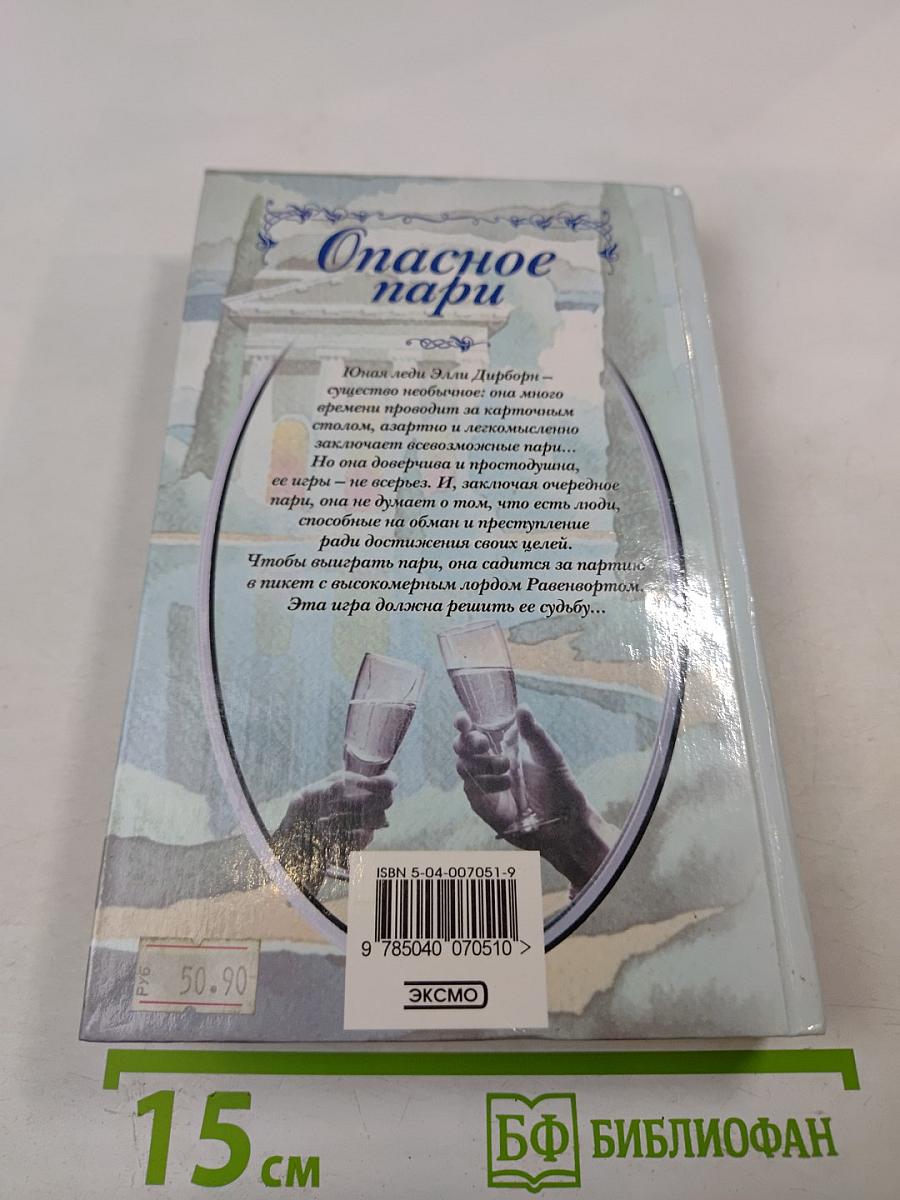 Опасное
пари
Юная леди Элли Дирборн –
существо необычное: она много
времени проводит за карточным
столом, азартно и легкомысленно
заключает всевозможные пари...
Но она доверчива и простодушна,
ее игры – не всерьез. И, заключая очередное
пари, она не думает о том, что есть люди,
способные на обман и преступление
ради достижения своих целей.
Чтобы выиграть пари, она садится за партию
в пикет с высокомерным лордом Равенвортом.
Эта игра должна решить ее судьбу...
ISBN 5-04-007051-9
9 785040 070510 >
ЭКСМО
РУБ 50.90
15 см
БФ БИБЛИОФАН